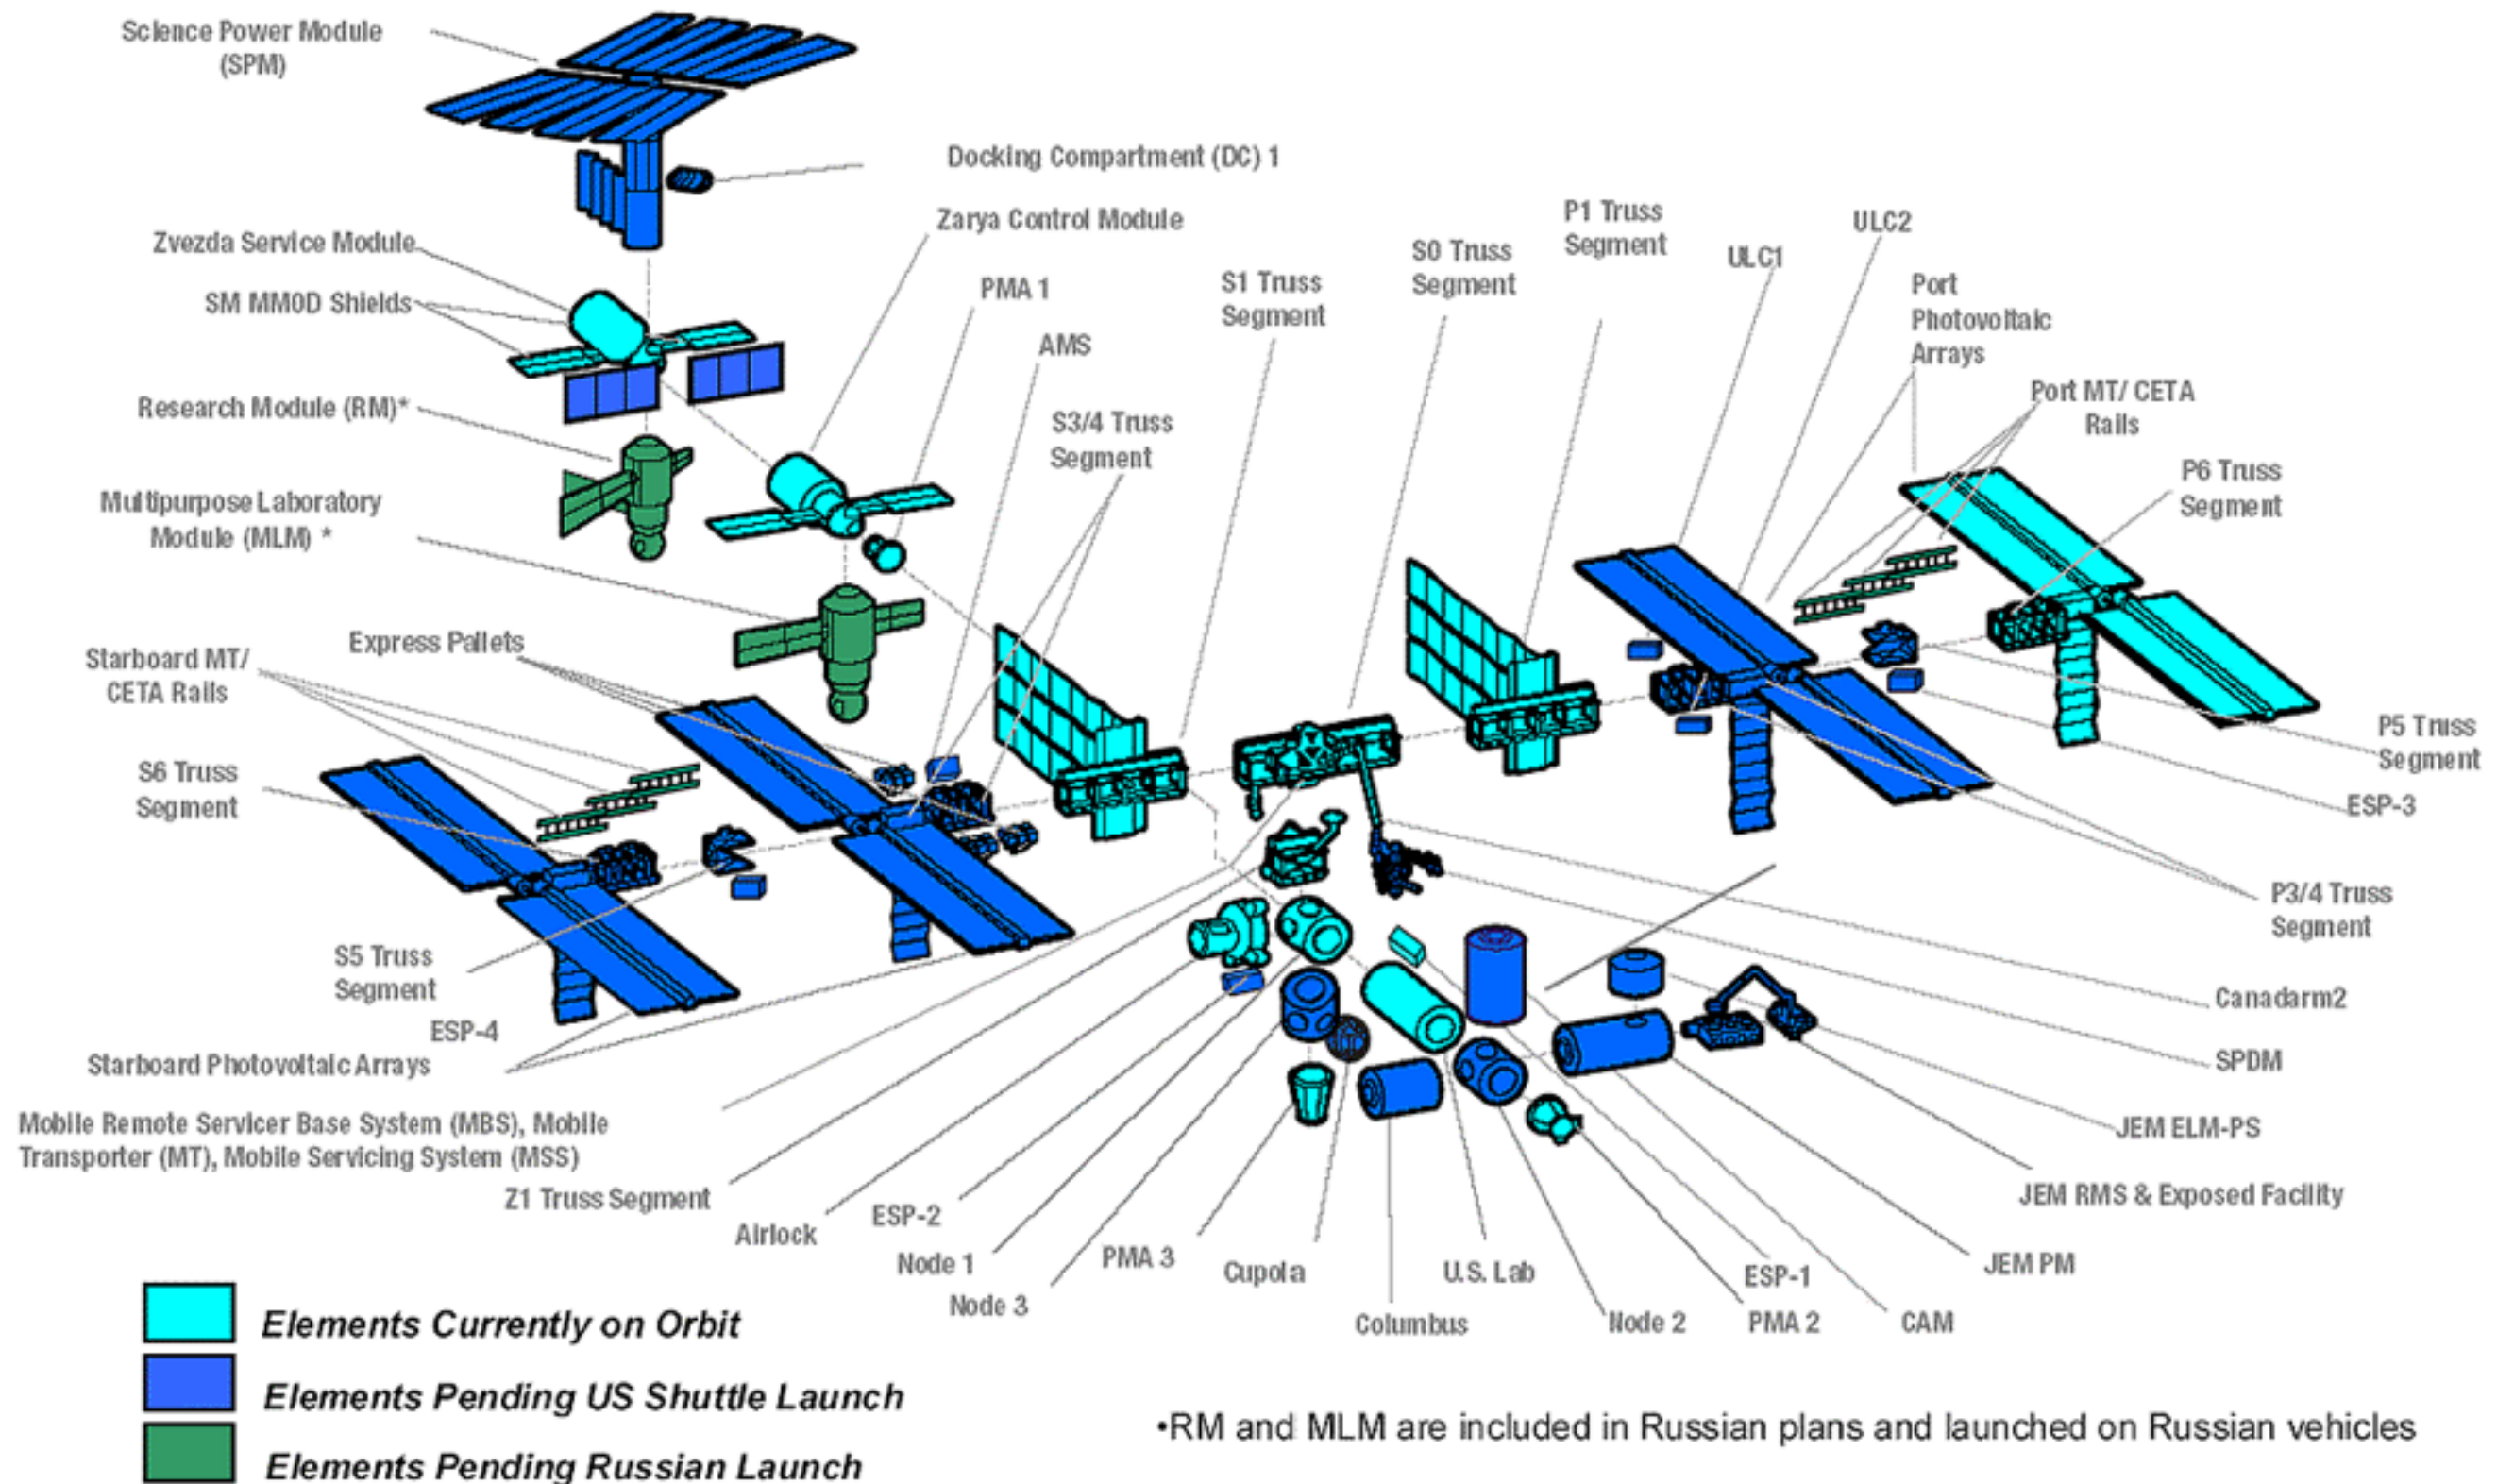 Science Power Module
(SPM)
Docking Compartment (DC) 1
Zvezda Service Module
Zarya Control Module
SM MMOD Shields
PMA 1
AMS
S1 Truss
Segment
S0 Truss
Segment
P1 Truss
Segment
ULC1
ULC2
Port
Photovoltaic
Arrays
Port MT/ CETA
Rails
P6 Truss
Segment
Research Module (RM)*
S3/4 Truss
Segment
Multipurpose Laboratory
Module (MLM) *
Starboard MT/
CETA Rails
Express Pallets
S6 Truss
Segment
P5 Truss
Segment
ESP-3
P3/4 Truss
Segment
S5 Truss
Segment
ESP-4
Starboard Photovoltaic Arrays
Canadarm2
SPDM
Mobile Remote Servicer Base System (MBS), Mobile
Transporter (MT), Mobile Servicing System (MSS)
JEM ELM-PS
JEM RMS & Exposed Facility
JEM PM
Z1 Truss Segment
Airlock
ESP-2
Node 1
Node 3
PMA 3
Cupola
Columbus
U.S. Lab
Node 2
ESP-1
PMA 2
CAM
Elements Currently on Orbit
Elements Pending US Shuttle Launch
Elements Pending Russian Launch
•RM and MLM are included in Russian plans and launched on Russian vehicles